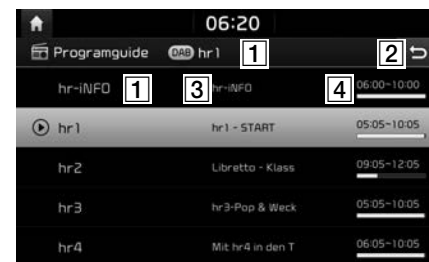 06:20
Programguide DAB hr1 1 2
hr-iNFO 1 3 hr-iNFO 4 06:00~10:00
hr1 hr1 - START 05:05~10:05
hr2 Libretto - Klass 09:05~12:05
hr3 hr3-Pop & Weck 05:05~10:05
hr4 Mit hr4 in den T 06:05~10:05